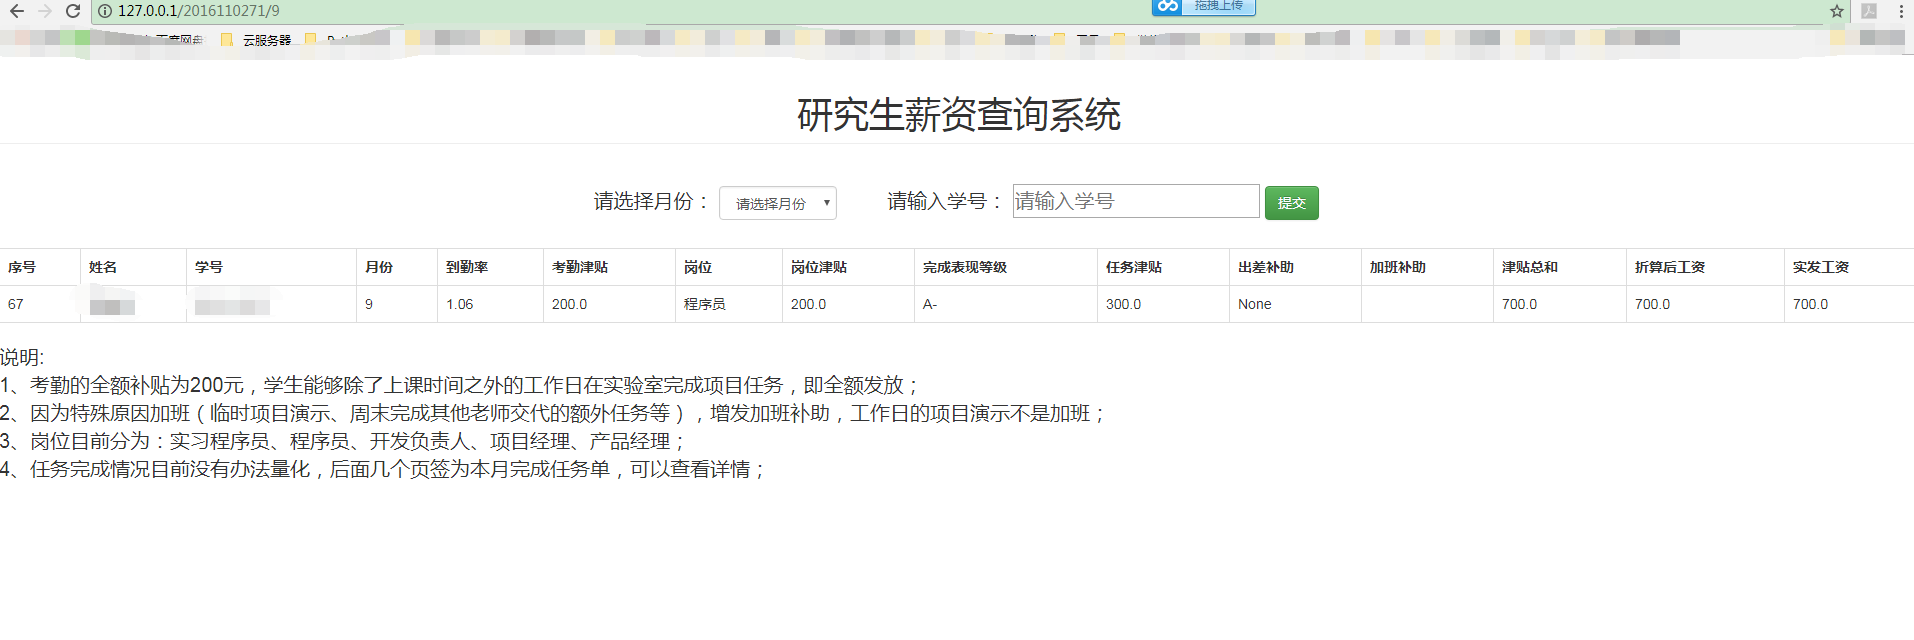 127.0.0.1/2016110271/9
拖拽上传
云服务器
研究生薪资查询系统
请选择月份： 请选择月份 请输入学号： 请输入学号 提交
序号 姓名 学号 月份 到勤率 考勤津贴 岗位 岗位津贴 完成表现等级 任务津贴 出差补助 加班补助 津贴总和 折算后工资 实发工资
67 9 1.06 200.0 程序员 200.0 A- 300.0 None 700.0 700.0 700.0
说明:
1、考勤的全额补贴为200元，学生能够除了上课时间之外的工作日在实验室完成项目任务，即全额发放；
2、因为特殊原因加班（临时项目演示、周末完成其他老师交代的额外任务等），增发加班补助，工作日的项目演示不是加班；
3、岗位目前分为：实习程序员、程序员、开发负责人、项目经理、产品经理；
4、任务完成情况目前没有办法量化，后面几个页签为本月完成任务单，可以查看详情；